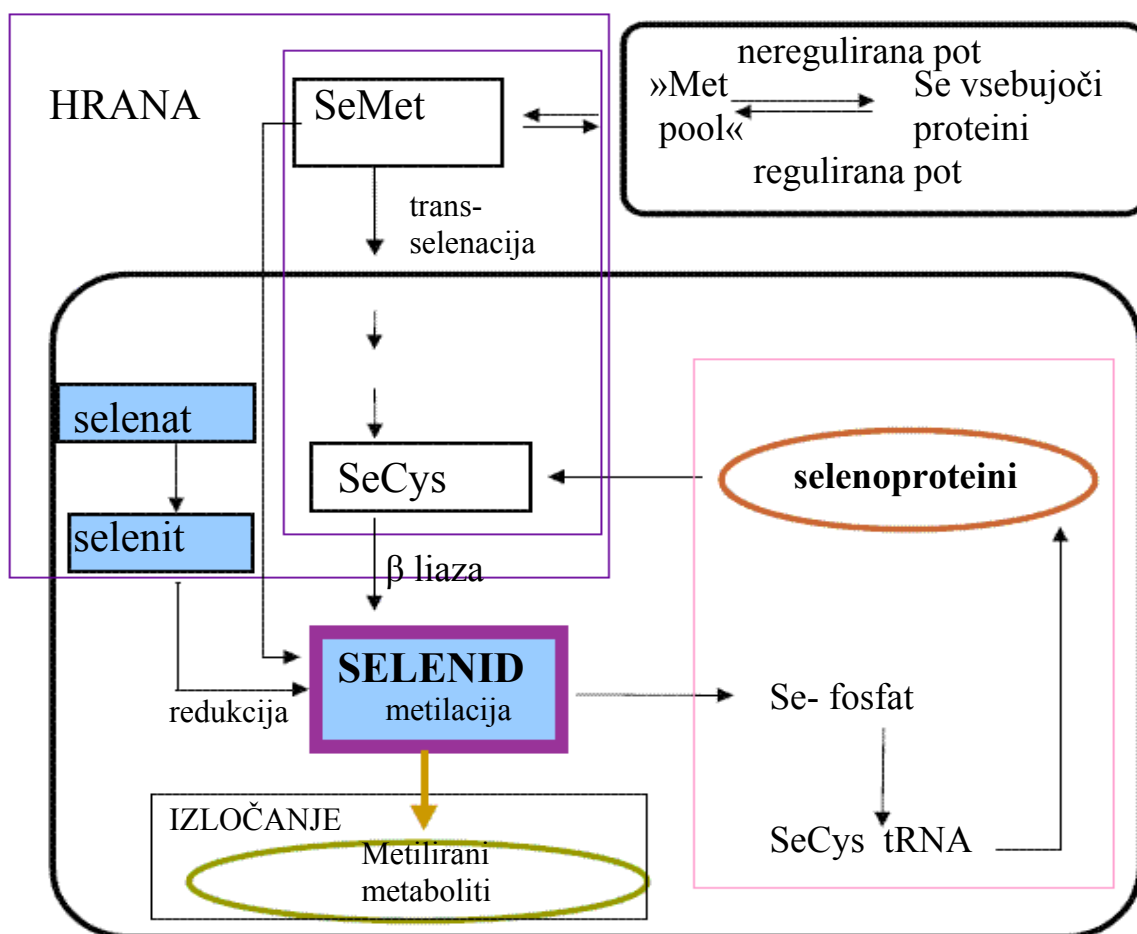 HRANA
SeMet
neregulirana pot
»Met
pool«
Se vsebujoči
proteini
regulirana pot
trans-
selenacija
selenat
selenit
SeCys
selenoproteini
β liaza
SELENID
metilacija
redukcija
Se- fosfat
SeCys tRNA
IZLOČANJE
Metilirani
metaboliti